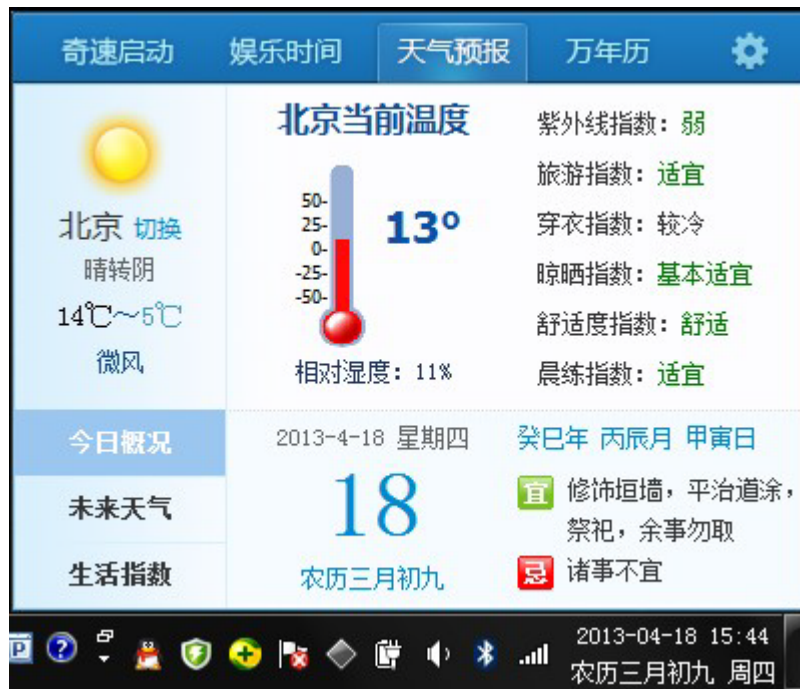 奇速启动 娱乐时间 天气预报 万年历
北京 切换
晴转阴
14℃～5℃
微风
北京当前温度
50-
25-
0-
-25-
-50-
13°
相对湿度：11%
紫外线指数：弱
旅游指数：适宜
穿衣指数：较冷
晾晒指数：基本适宜
舒适度指数：舒适
晨练指数：适宜
今日概况
未来天气
生活指数
2013-4-18 星期四
18
农历三月初九
癸巳年 丙辰月 甲寅日
宜 修饰垣墙，平治道涂，
祭祀，余事勿取
忌 诸事不宜
P ?
2013-04-18 15:44
农历三月初九 周四